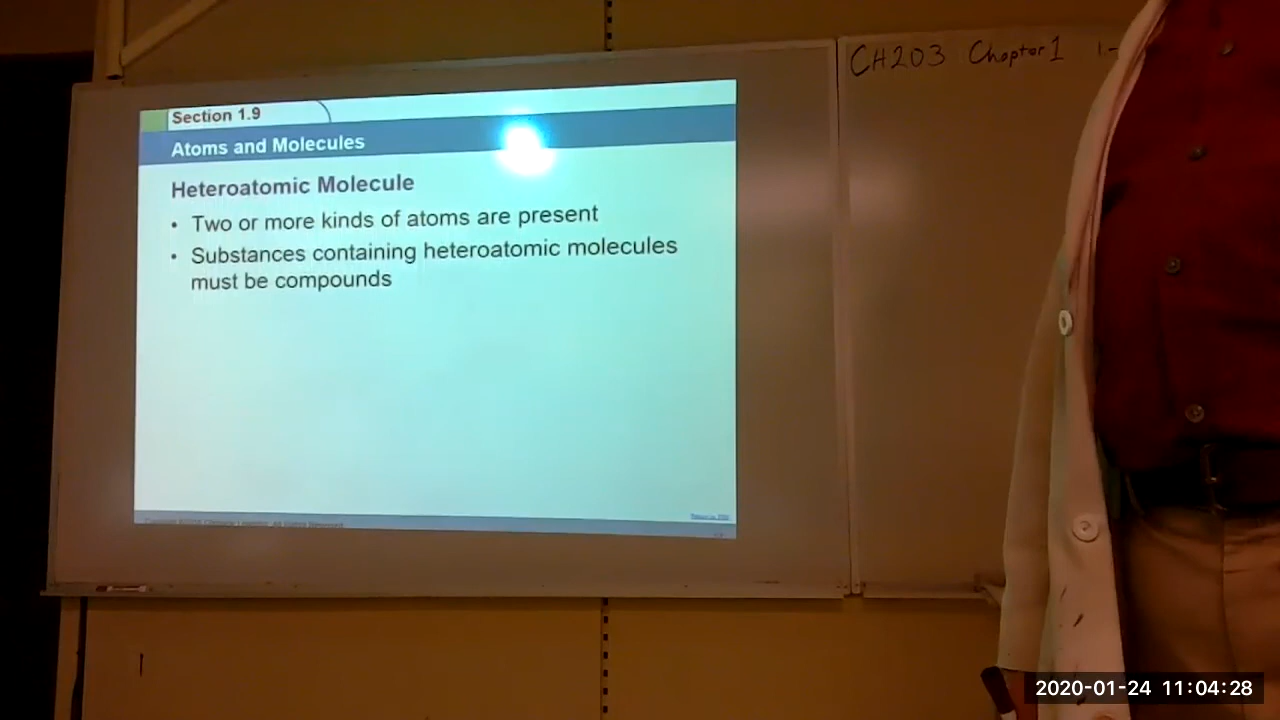 CH203 Chapter 1 1.-
Section 1.9
Atoms and Molecules
Heteroatomic Molecule
• Two or more kinds of atoms are present
• Substances containing heteroatomic molecules
must be compounds
2020-01-24 11:04:28